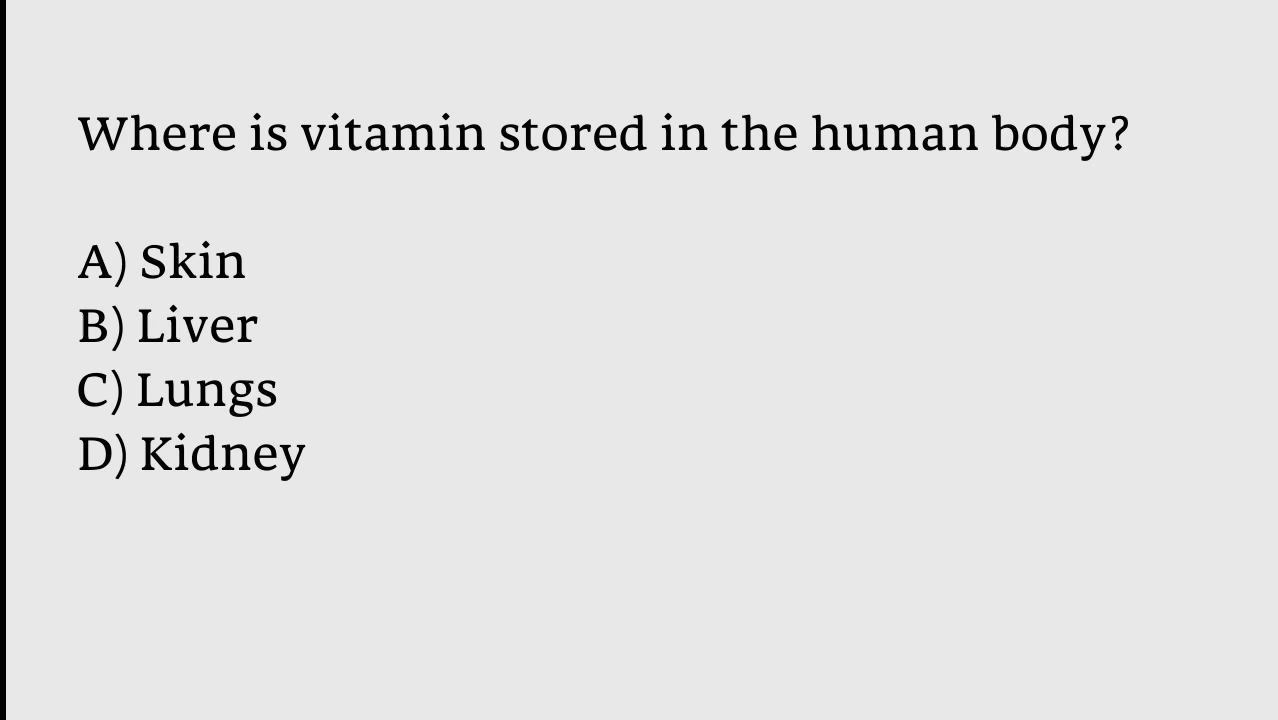 Where is vitamin stored in the human body?
A) Skin
B) Liver
C) Lungs
D) Kidney